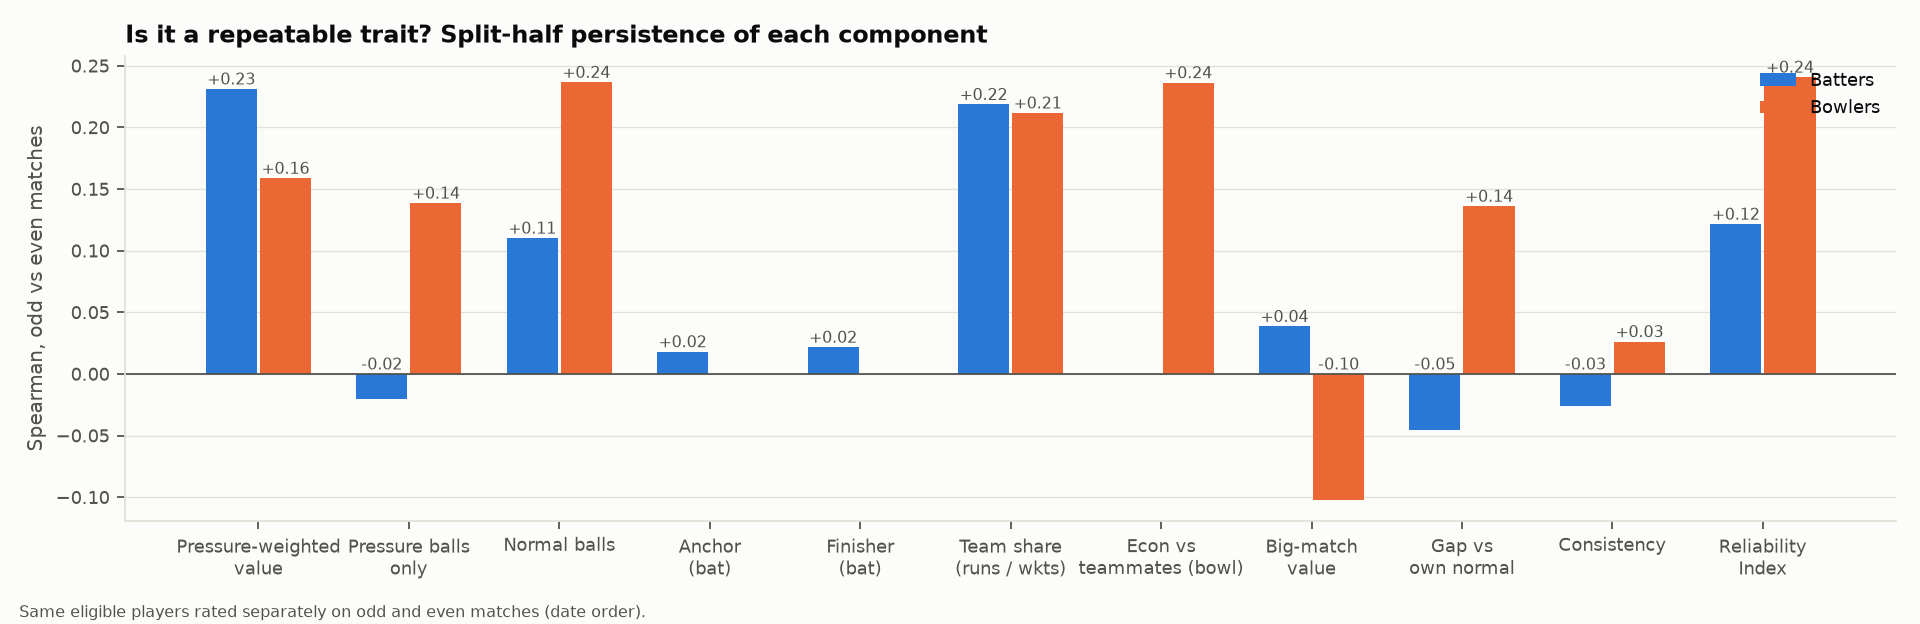 Is it a repeatable trait? Split-half persistence of each component
Spearman, odd vs even matches
0.25
0.20
0.15
0.10
0.05
0.00
−0.05
−0.10
+0.23
+0.16
-0.02
+0.14
+0.11
+0.24
+0.02
+0.02
+0.22
+0.21
+0.24
+0.04
-0.10
-0.05
+0.14
-0.03
+0.03
+0.12
+0.24
Batters
Bowlers
Pressure-weighted
value
Pressure balls
only
Normal balls
Anchor
(bat)
Finisher
(bat)
Team share
(runs / wkts)
Econ vs
teammates (bowl)
Big-match
value
Gap vs
own normal
Consistency
Reliability
Index
Same eligible players rated separately on odd and even matches (date order).